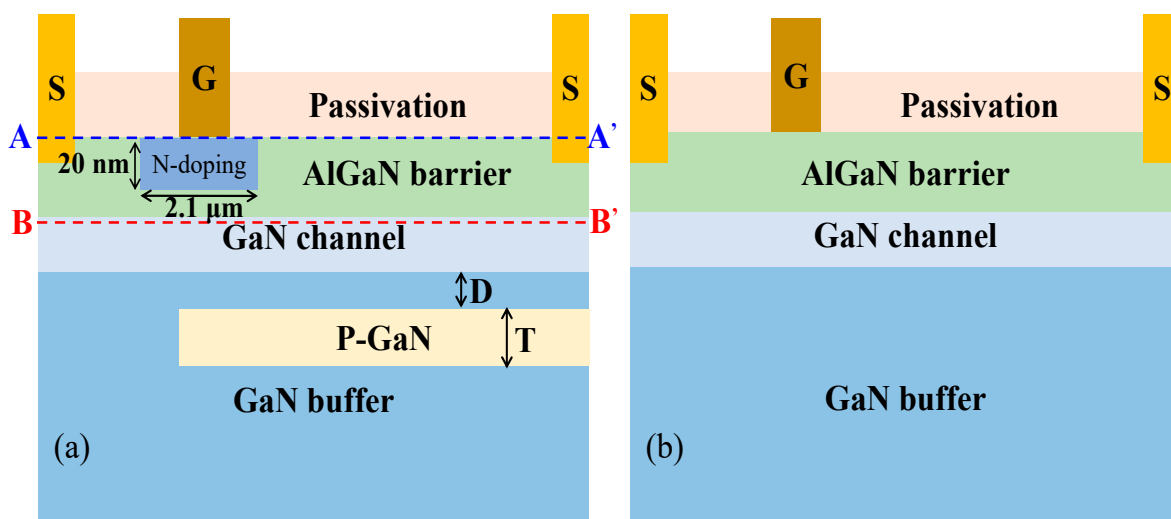 S
G
S
Passivation
A
A’
20 nm
N-doping
AlGaN barrier
2.1 μm
B
B’
GaN channel
D
P-GaN
T
GaN buffer
(a)
S
G
S
Passivation
AlGaN barrier
GaN channel
GaN buffer
(b)